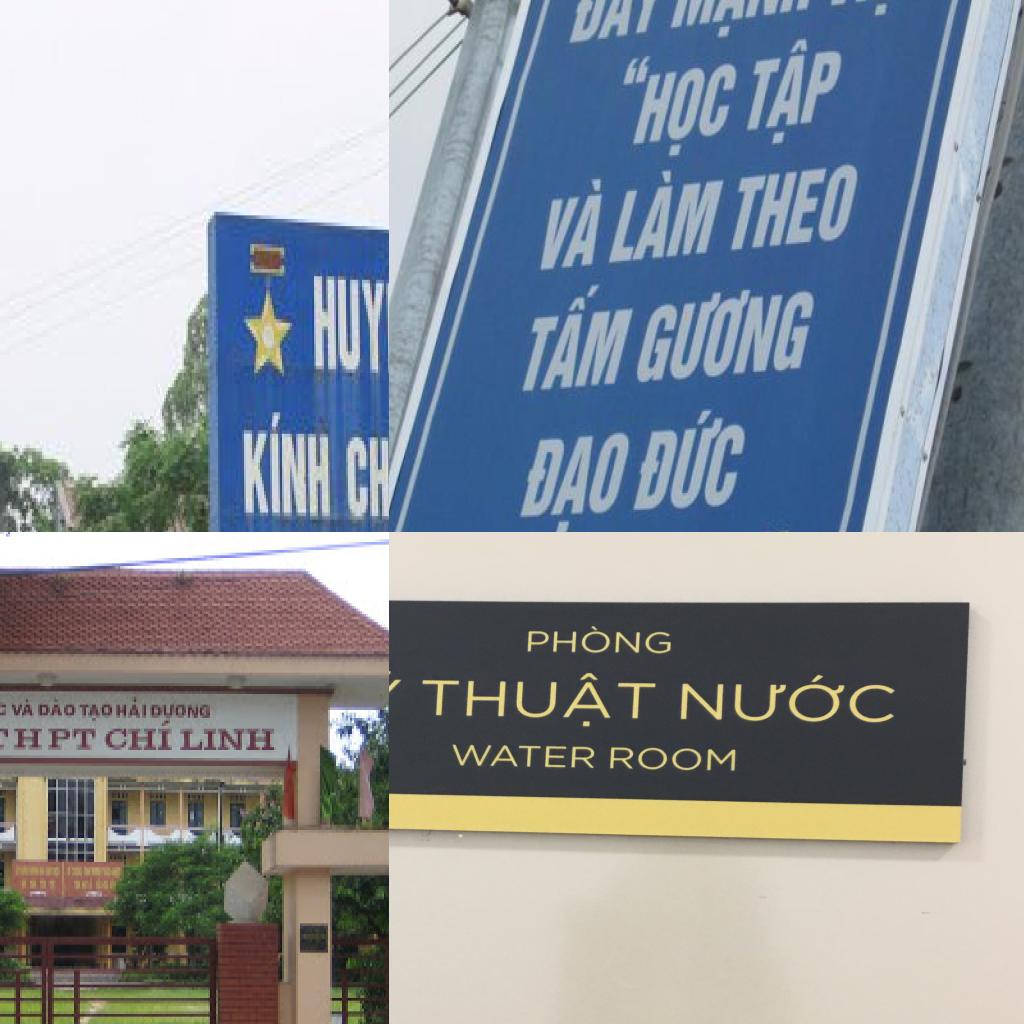 HUY
KÍNH CH
"HỌC TẬP
VÀ LÀM THEO
TẤM GƯƠNG
ĐẠO ĐỨC
VÀ ĐÀO TẠO HẢI DƯƠNG
THPT CHÍ LINH
PHÒNG
THUẬT NƯỚC
WATER ROOM